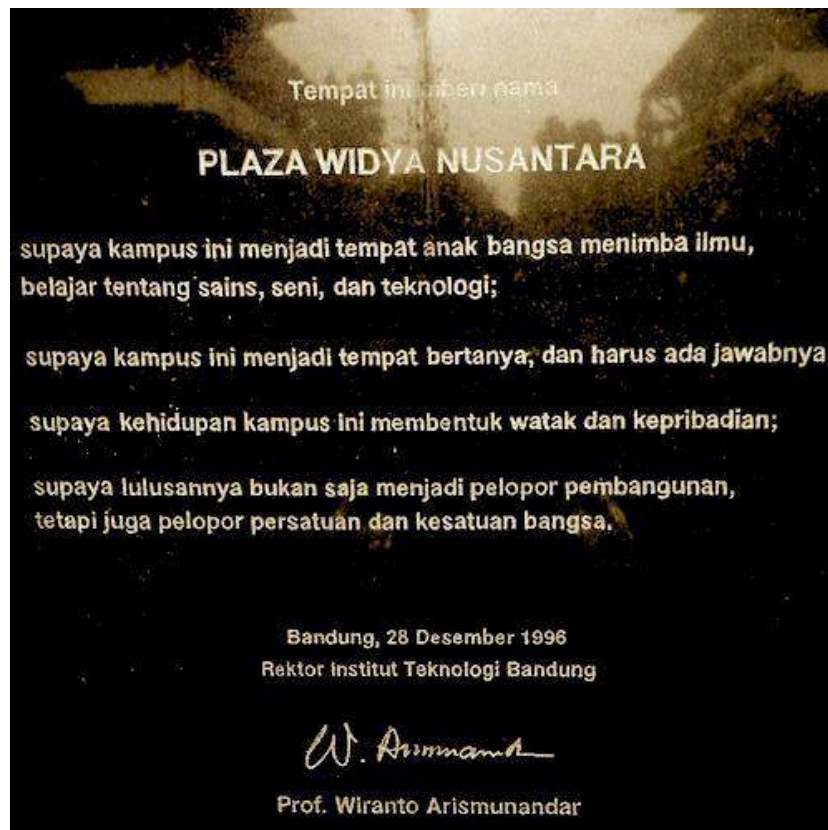 Tempat ini diberi nama
PLAZA WIDYA NUSANTARA
supaya kampus ini menjadi tempat anak bangsa menimba ilmu,
belajar tentang sains, seni, dan teknologi;
supaya kampus ini menjadi tempat bertanya, dan harus ada jawabnya
supaya kehidupan kampus ini membentuk watak dan kepribadian;
supaya lulusannya bukan saja menjadi pelopor pembangunan,
tetapi juga pelopor persatuan dan kesatuan bangsa.
Bandung, 28 Desember 1996
Rektor Institut Teknologi Bandung
Prof. Wiranto Arismunandar